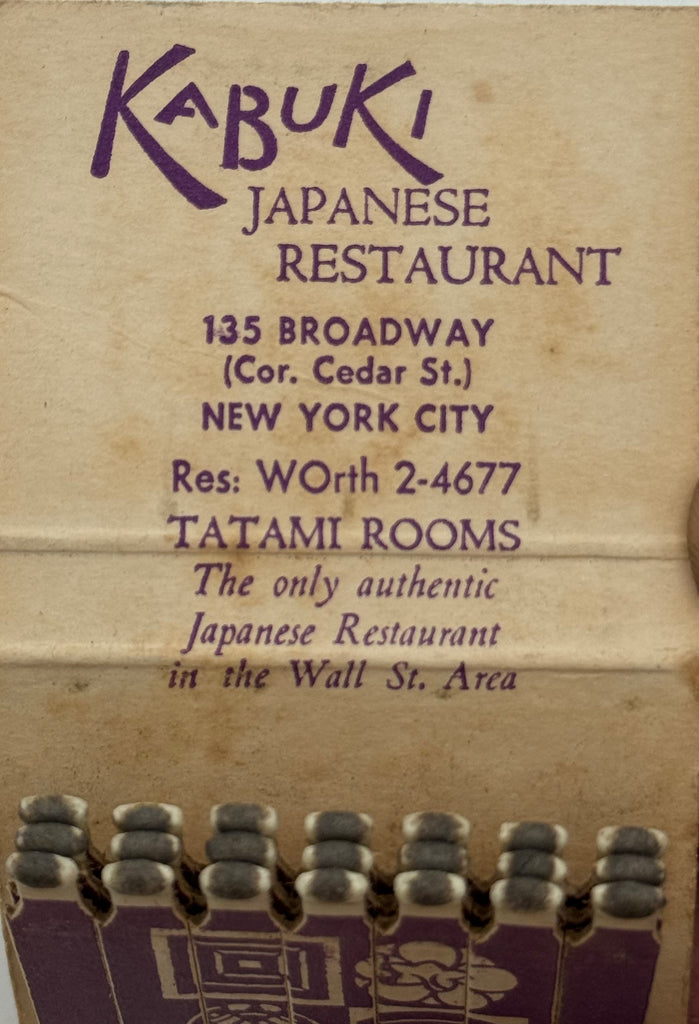 KABUKI
JAPANESE
RESTAURANT
135 BROADWAY
(Cor. Cedar St.)
NEW YORK CITY
Res: WOrth 2-4677
TATAMI ROOMS
The only authentic
Japanese Restaurant
in the Wall St. Area